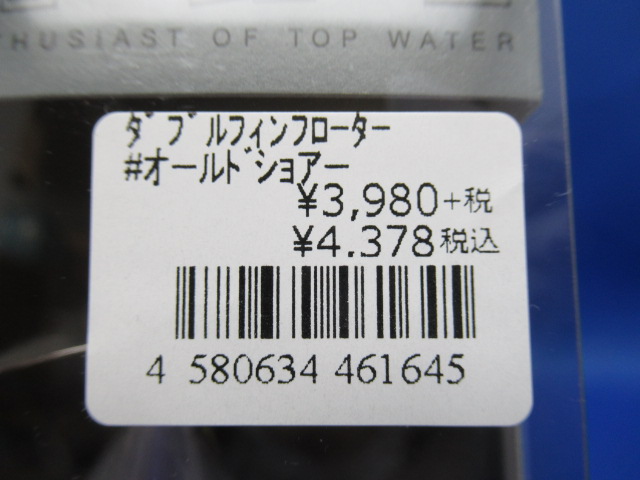 THUSIAST OF TOP WATER
ﾀﾞﾌﾞﾙﾌｨﾝﾌﾛｰﾀｰ
#オールドショアー
¥3,980+税
¥4.378税込
4 580634 461645